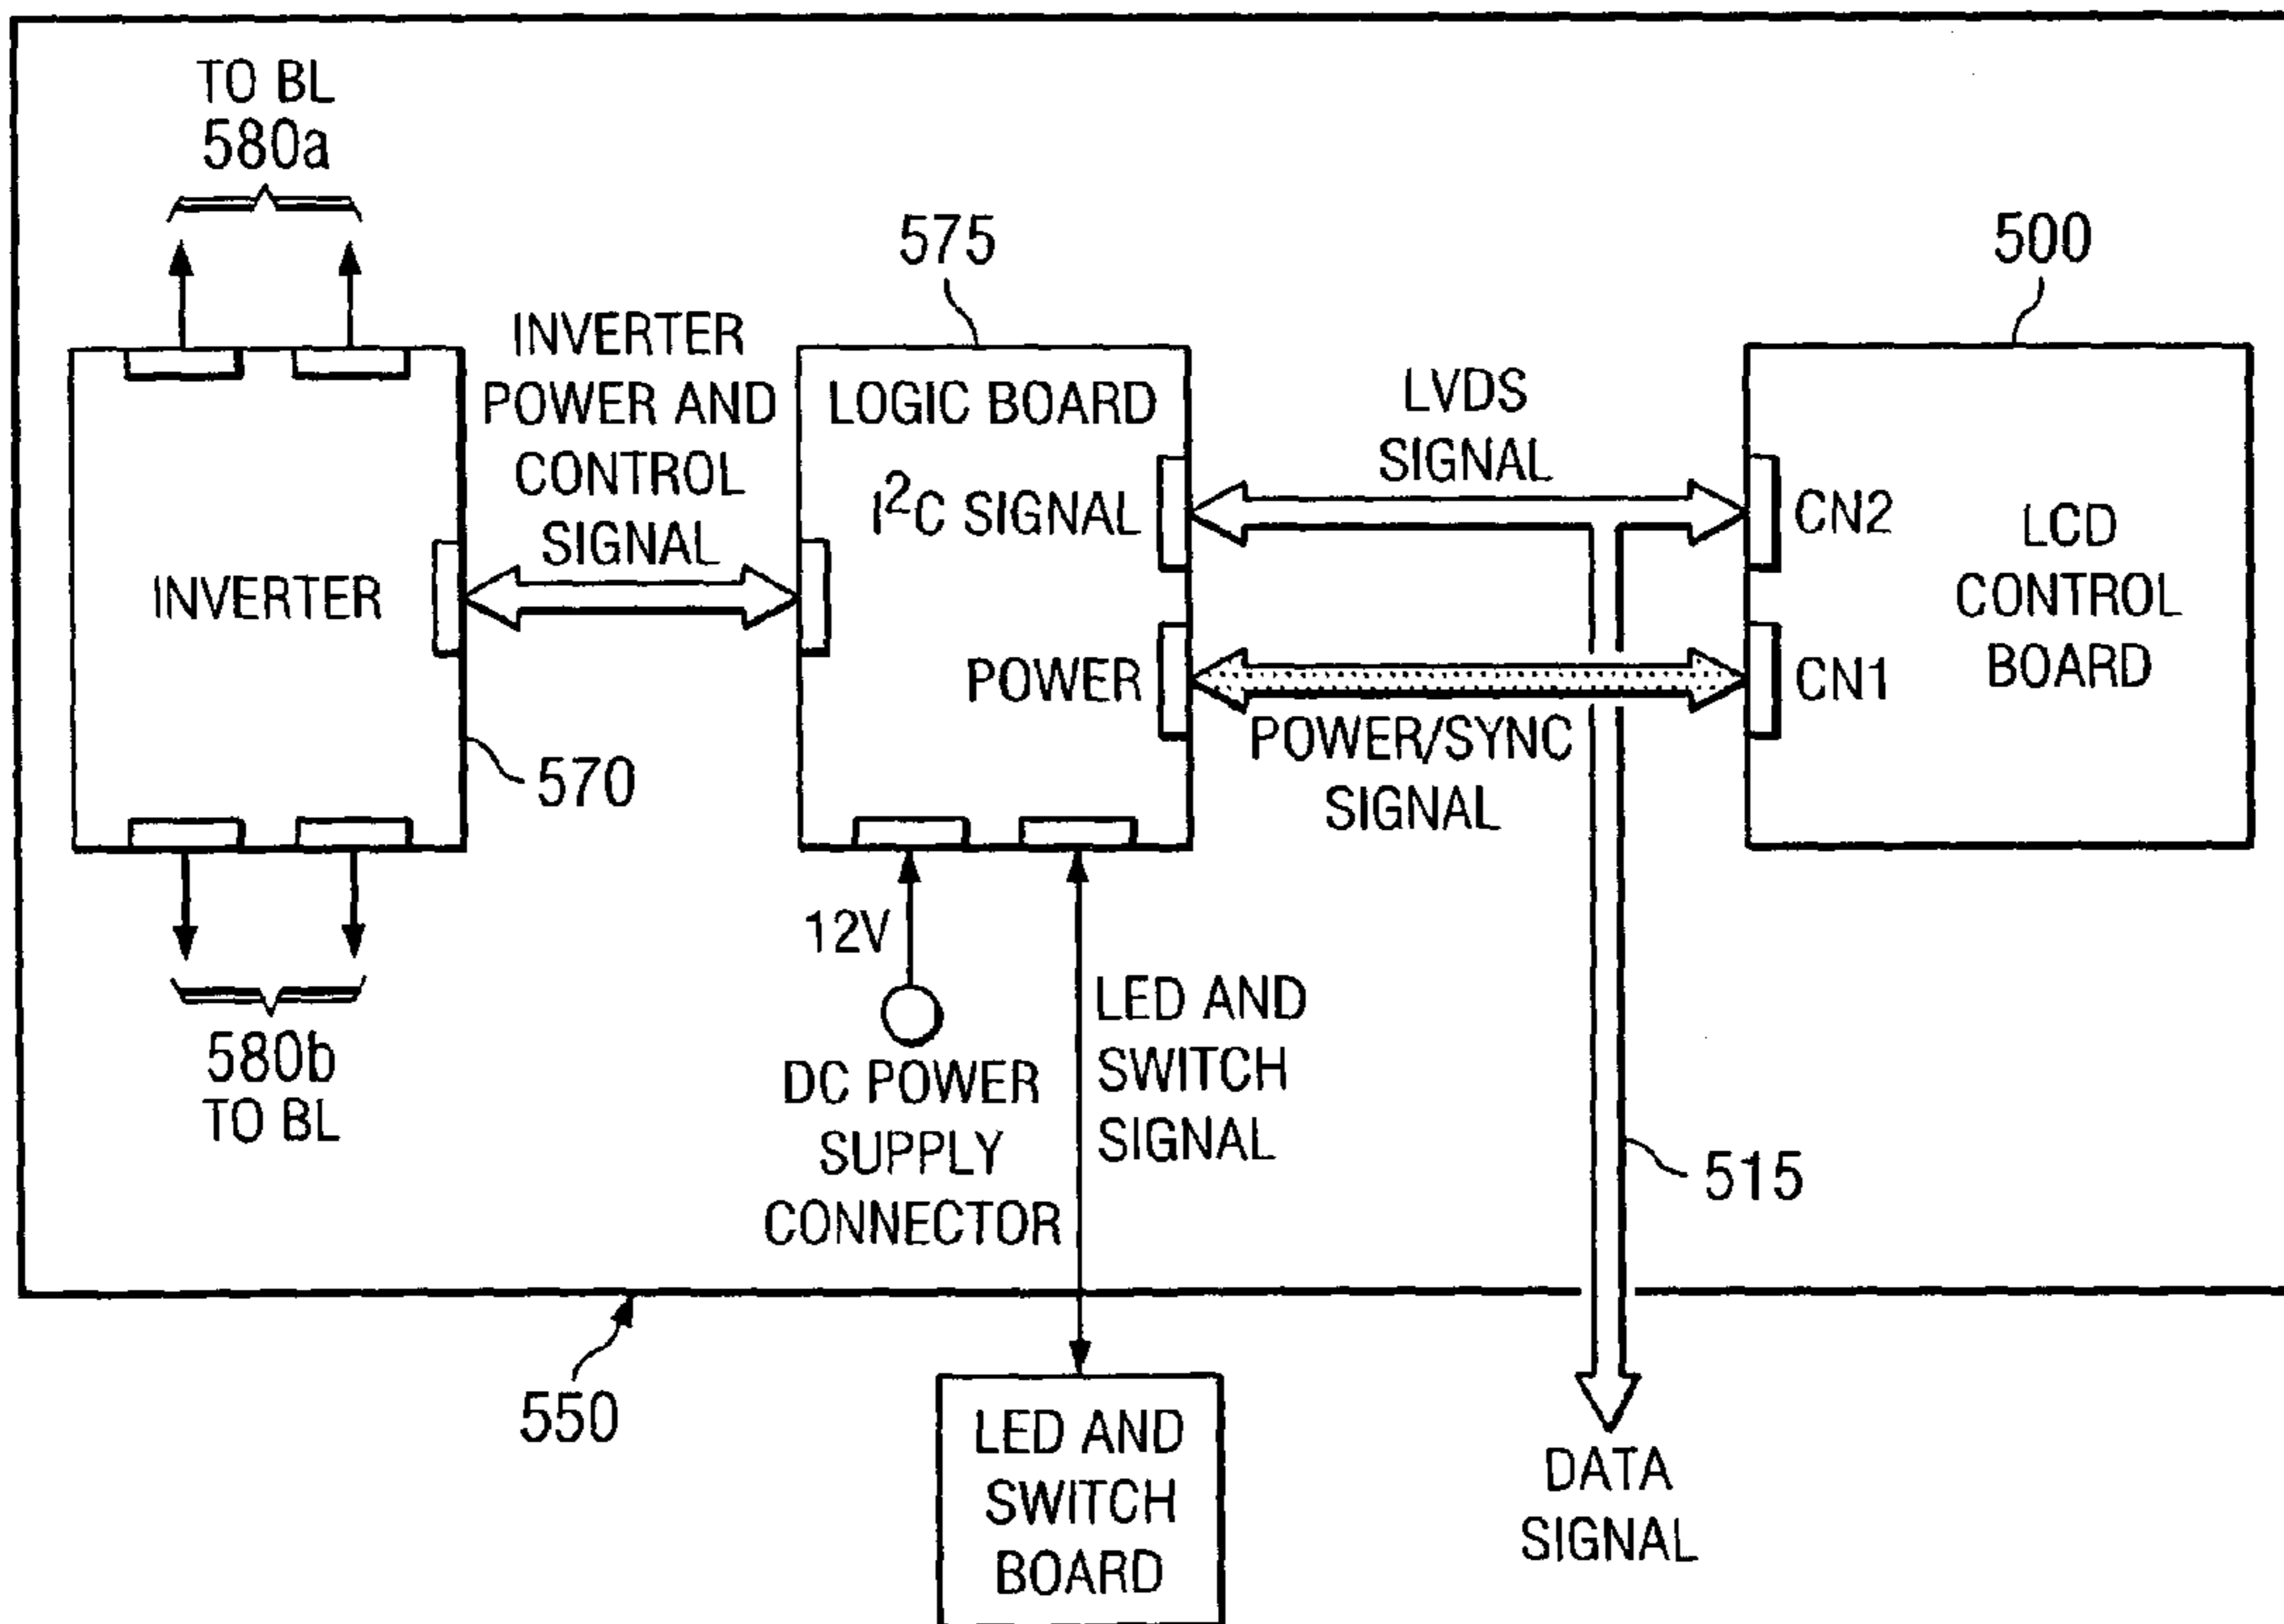 TO BL
580a
575
500
INVERTER
POWER AND
CONTROL
SIGNAL
LOGIC BOARD
I²C SIGNAL
POWER
LVDS
SIGNAL
CN2
CN1
LCD
CONTROL
BOARD
INVERTER
570
POWER/SYNC
SIGNAL
580b
TO BL
12V
DC POWER
SUPPLY
CONNECTOR
LED AND
SWITCH
SIGNAL
515
550
LED AND
SWITCH
BOARD
DATA
SIGNAL